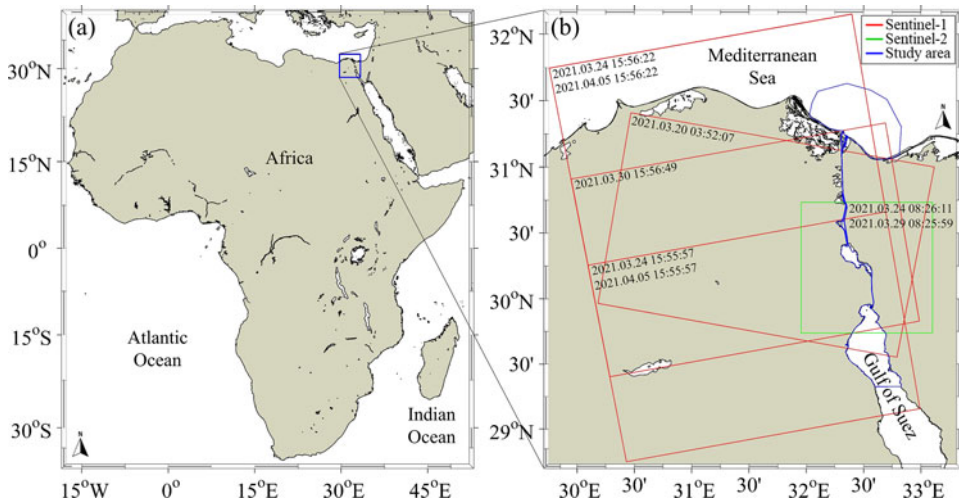 (a)
30°N
15°N
0°
15°S
30°S
15°W
0°
15°E
30°E
45°E
Africa
Atlantic
Ocean
Indian
Ocean
(b)
Mediterranean
Sea
Sentinel-1
Sentinel-2
Study area
32°N
30'
31°N
30'
30°N
30'
29°N
30°E
30'
31°E
30'
32°E
30'
33°E
2021.03.24 15:56:22
2021.04.05 15:56:22
2021.03.20 03:52:07
2021.03.30 15:56:49
2021.03.24 08:26:11
2021.03.29 08:25:59
2021.03.24 15:55:57
2021.04.05 15:55:57
Gulf of Suez
N
N